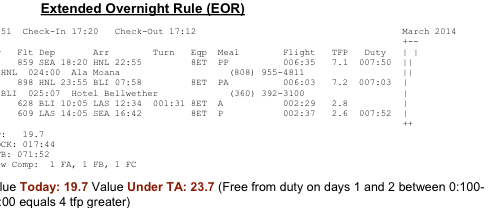 Extended Overnight Rule (EOR)
51 Check-In 17:20 Check-Out 17:12 March 2014
+--
Flt Dep Arr Turn Eqp Meal Flight TFP Duty | |
859 SEA 18:20 HNL 22:55 8ET PP 006:35 7.1 007:50 ||
HNL 024:00 Ala Moana (808) 955-4811 |
898 HNL 23:55 BLI 07:58 8ET PA 006:03 7.2 007:03 |
BLI 025:07 Hotel Bellwether (360) 392-3100 |
628 BLI 10:05 LAS 12:34 001:31 8ET A 002:29 2.8 |
609 LAS 14:05 SEA 16:42 8ET P 002:37 2.6 007:52 ||
: 19.7 ++
OCK: 017:44
FB: 071:52
ew Comp: 1 FA, 1 FB, 1 FC
lue Today: 19.7 Value Under TA: 23.7 (Free from duty on days 1 and 2 between 0:100-
:00 equals 4 tfp greater)